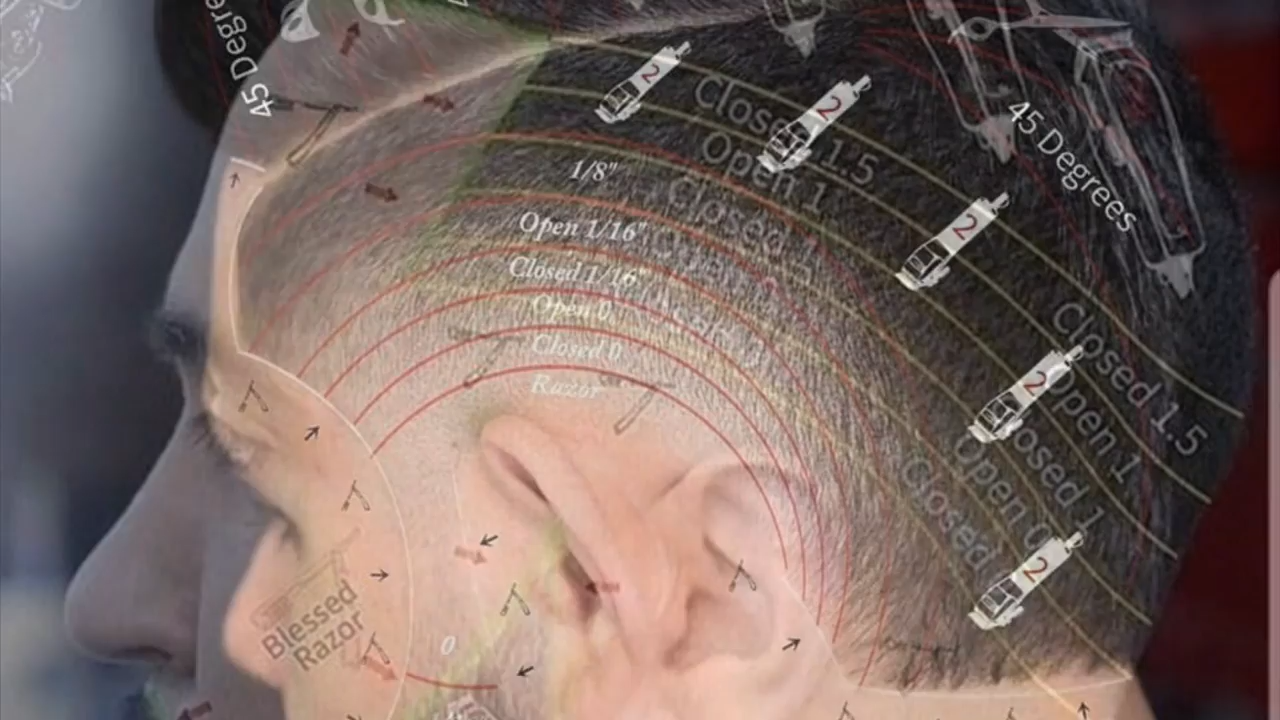 45 Degre
2
2
45 Degrees
Closed 1.5
Open 1
Closed 1
1/8"
Open 1/16"
Closed 1/16"
Open 0
Closed 0
Razor
2
Closed 1.5
Open 1
Closed 1
Open 0
Closed
2
2
Blessed
Razor
0